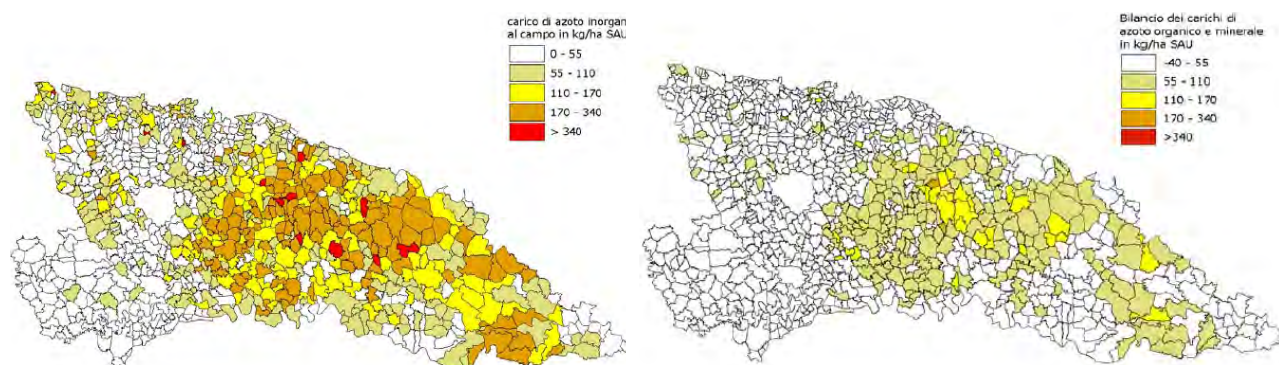 carico di azoto inorgan
al campo in kg/ha SAU
0 - 55
55 - 110
110 - 170
170 - 340
> 340
Bilancio dei carichi di
azoto organico e minerale
in kg/ha SAU
-40 - 55
55 - 110
110 - 170
170 - 340
>340